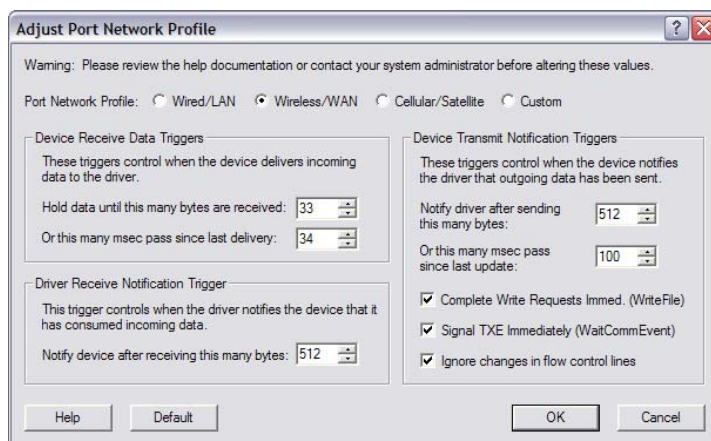 Adjust Port Network Profile
Warning: Please review the help documentation or contact your system administrator before altering these values.
Port Network Profile: Wired/LAN Wireless/WAN Cellular/Satellite Custom
Device Receive Data Triggers
These triggers control when the device delivers incoming
data to the driver.
Hold data until this many bytes are received: 33
Or this many msec pass since last delivery: 34
Driver Receive Notification Trigger
This trigger controls when the driver notifies the device that it
has consumed incoming data.
Notify device after receiving this many bytes: 512
Device Transmit Notification Triggers
These triggers control when the device notifies
the driver that outgoing data has been sent.
Notify driver after sending
this many bytes: 512
Or this many msec pass
since last update: 100
Complete Write Requests Immed. (WriteFile)
Signal TXE Immediately (WaitCommEvent)
Ignore changes in flow control lines
Help Default OK Cancel